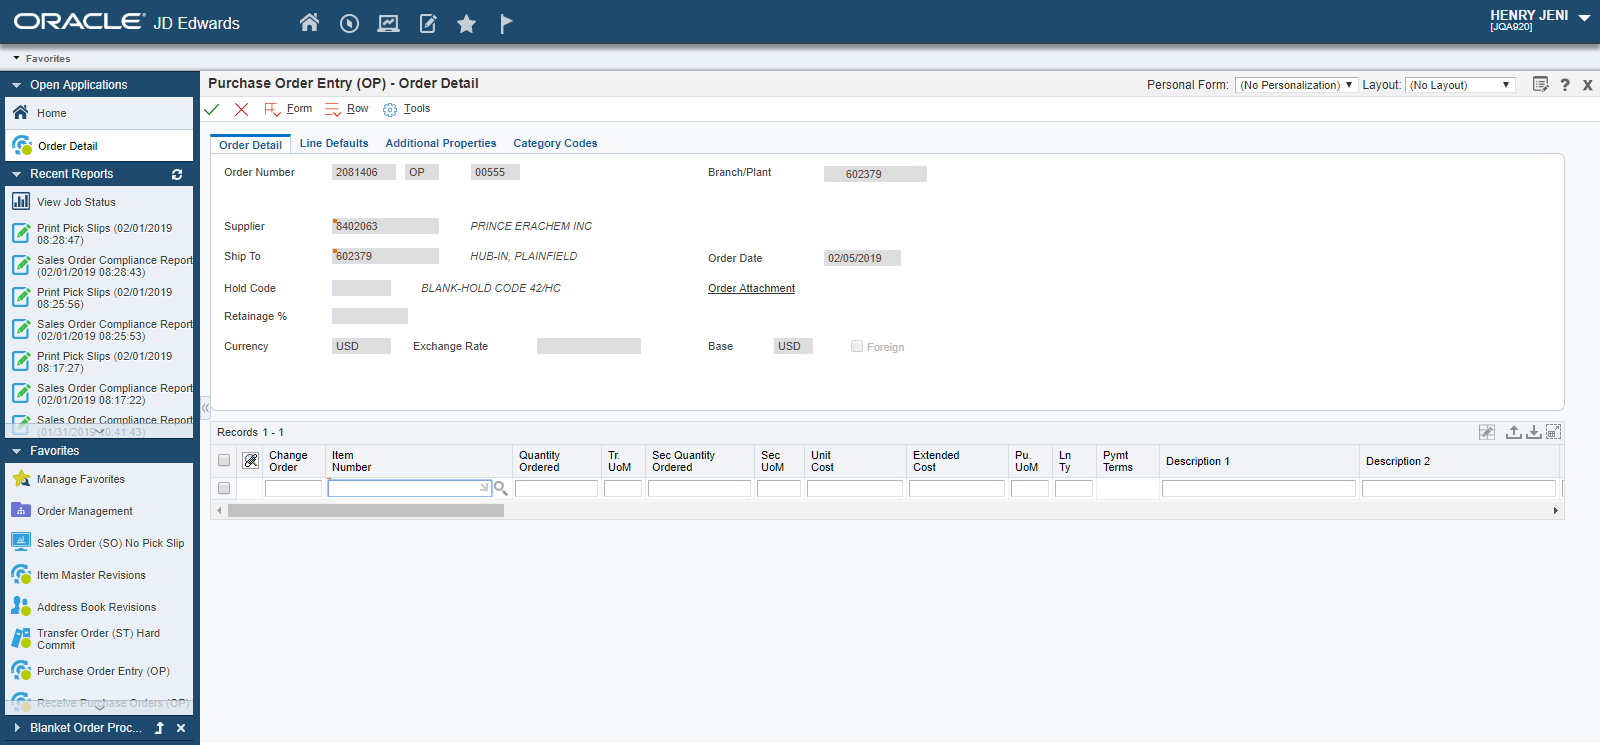 ORACLE JD Edwards
HENRY JENI
[JQA920]
Favorites
Open Applications
Home
Order Detail
Recent Reports
View Job Status
Print Pick Slips (02/01/2019
08:28:47)
Sales Order Compliance Report
(02/01/2019 08:28:43)
Print Pick Slips (02/01/2019
08:25:56)
Sales Order Compliance Report
(02/01/2019 08:25:53)
Print Pick Slips (02/01/2019
08:17:27)
Sales Order Compliance Report
(02/01/2019 08:17:22)
Sales Order Compliance Report
(01/31/2019 10:41:43)
Favorites
Manage Favorites
Order Management
Sales Order (SO) No Pick Slip
Item Master Revisions
Address Book Revisions
Transfer Order (ST) Hard
Commit
Purchase Order Entry (OP)
Receive Purchase Orders (OP)
Blanket Order Proc...
Purchase Order Entry (OP) - Order Detail
Personal Form: (No Personalization) Layout: (No Layout)
Form Row Tools
Order Detail Line Defaults Additional Properties Category Codes
Order Number 2081406 OP 00555 Branch/Plant 602379
Supplier 8402063 PRINCE ERACHEM INC
Ship To 602379 HUB-IN, PLAINFIELD Order Date 02/05/2019
Hold Code BLANK-HOLD CODE 42/HC Order Attachment
Retainage %
Currency USD Exchange Rate Base USD Foreign
Records 1 - 1
Change Order Item Number Quantity Ordered Tr. UoM Sec Quantity Ordered Sec UoM Unit Cost Extended Cost Pu. UoM Ln Ty Pymt Terms Description 1 Description 2